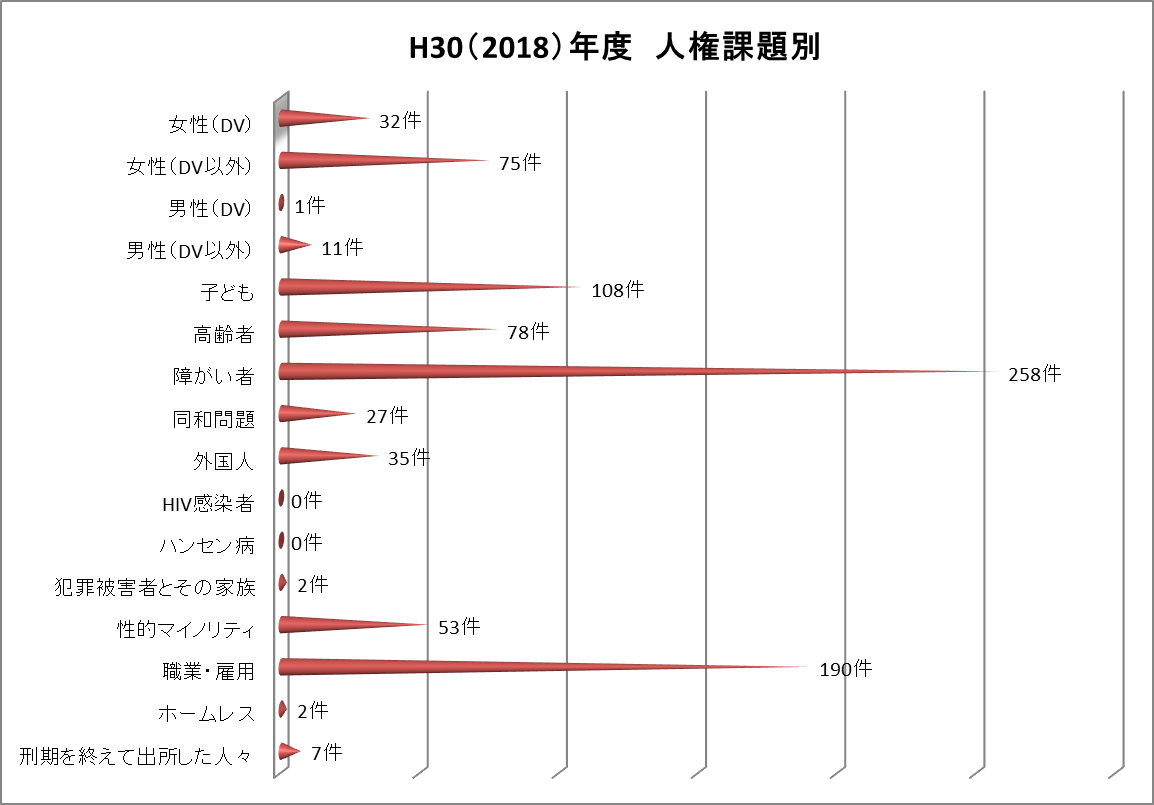 H30（2018）年度　人権課題別
女性（DV） 32件
女性（DV以外） 75件
男性（DV） 1件
男性（DV以外） 11件
子ども 108件
高齢者 78件
障がい者 258件
同和問題 27件
外国人 35件
HIV感染者 0件
ハンセン病 0件
犯罪被害者とその家族 2件
性的マイノリティ 53件
職業・雇用 190件
ホームレス 2件
刑期を終えて出所した人々 7件